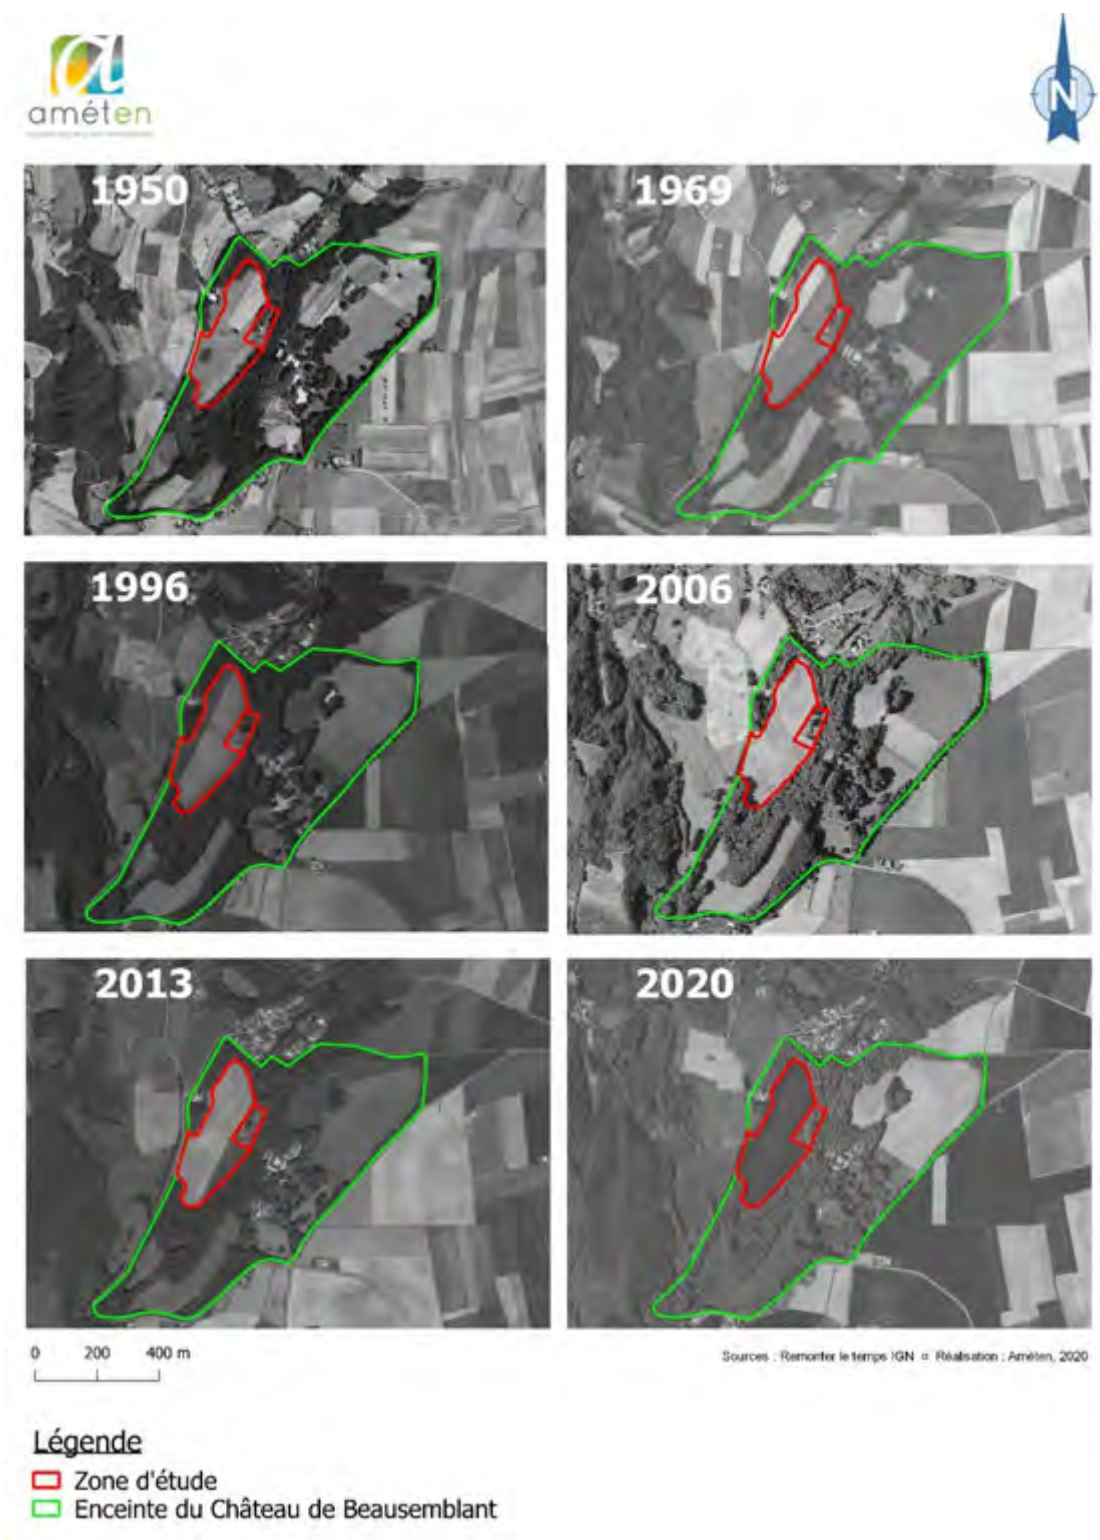 améten
N
1950
1969
1996
2006
2013
2020
0 200 400 m
Sources : Remonter le temps IGN ¤ Réalisation : Améten, 2020
Légende
Zone d'étude
Enceinte du Château de Beausemblant